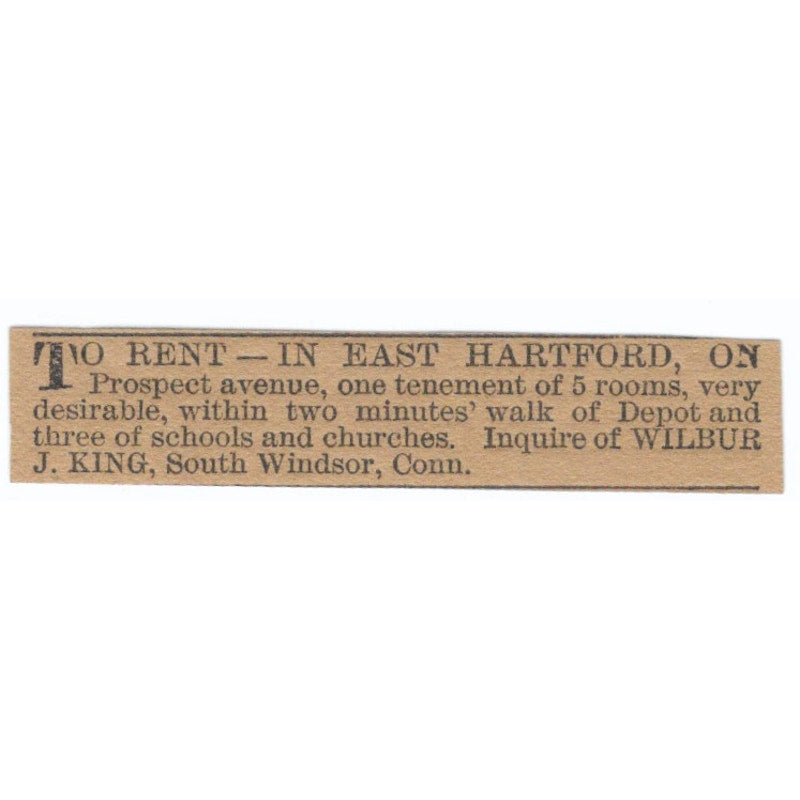 TO RENT — IN EAST HARTFORD, ON
Prospect avenue, one tenement of 5 rooms, very
desirable, within two minutes' walk of Depot and
three of schools and churches. Inquire of WILBUR
J. KING, South Windsor, Conn.